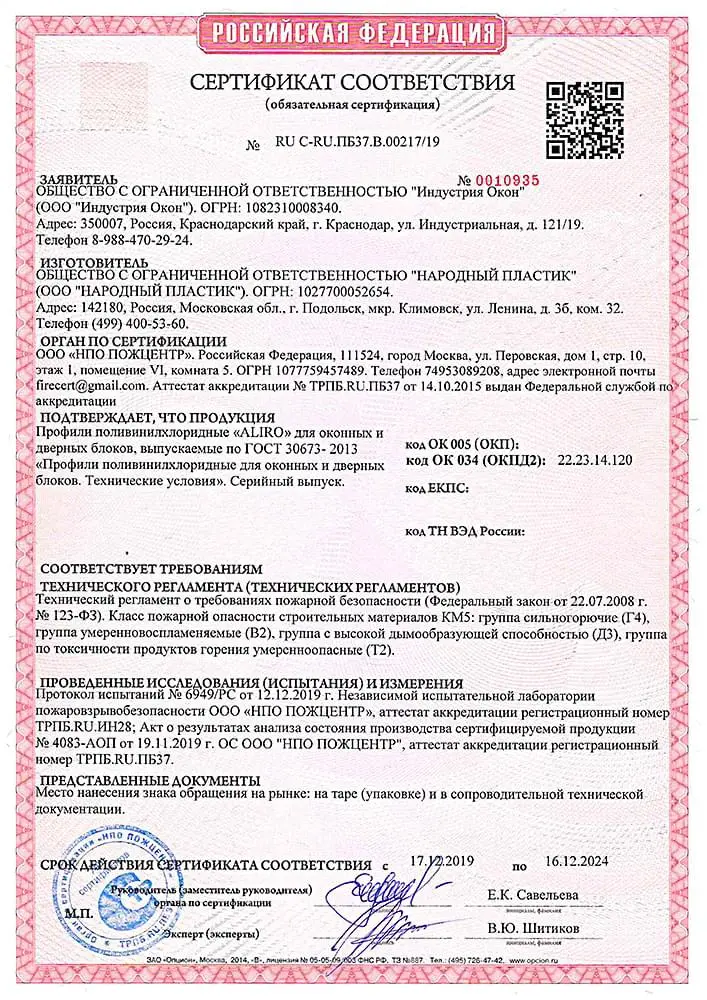 РОССИЙСКАЯ ФЕДЕРАЦИЯ
СЕРТИФИКАТ СООТВЕТСТВИЯ
(обязательная сертификация)
№ RU C-RU.ПБ37.В.00217/19
ЗАЯВИТЕЛЬ
№ 0010935
ОБЩЕСТВО С ОГРАНИЧЕННОЙ ОТВЕТСТВЕННОСТЬЮ "Индустрия Окон"
(ООО "Индустрия Окон"). ОГРН: 1082310008340.
Адрес: 350007, Россия, Краснодарский край, г. Краснодар, ул. Индустриальная, д. 121/19.
Телефон 8-988-470-29-24.
ИЗГОТОВИТЕЛЬ
ОБЩЕСТВО С ОГРАНИЧЕННОЙ ОТВЕТСТВЕННОСТЬЮ "НАРОДНЫЙ ПЛАСТИК"
(ООО "НАРОДНЫЙ ПЛАСТИК"). ОГРН: 1027700052654.
Адрес: 142180, Россия, Московская обл., г. Подольск, мкр. Климовск, ул. Ленина, д. 3б, ком. 32.
Телефон (499) 400-53-60.
ОРГАН ПО СЕРТИФИКАЦИИ
ООО «НПО ПОЖЦЕНТР». Российская Федерация, 111524, город Москва, ул. Перовская, дом 1, стр. 10,
этаж 1, помещение VI, комната 5. ОГРН 1077759457489. Телефон 74953089208, адрес электронной почты
firecert@gmail.com. Аттестат аккредитации № ТРПБ.RU.ПБ37 от 14.10.2015 выдан Федеральной службой по
аккредитации
ПОДТВЕРЖДАЕТ, ЧТО ПРОДУКЦИЯ
Профили поливинилхлоридные «ALIRO» для оконных и
дверных блоков, выпускаемые по ГОСТ 30673- 2013
«Профили поливинилхлоридные для оконных и дверных
блоков. Технические условия». Серийный выпуск.
код ОК 005 (ОКП):
код ОК 034 (ОКПД2): 22.23.14.120
код ЕКПС:
код ТН ВЭД России:
СООТВЕТСТВУЕТ ТРЕБОВАНИЯМ
ТЕХНИЧЕСКОГО РЕГЛАМЕНТА (ТЕХНИЧЕСКИХ РЕГЛАМЕНТОВ)
Технический регламент о требованиях пожарной безопасности (Федеральный закон от 22.07.2008 г.
№ 123-ФЗ). Класс пожарной опасности строительных материалов КМ5: группа сильногорючие (Г4),
группа умеренновоспламеняемые (В2), группа с высокой дымообразующей способностью (Д3), группа
по токсичности продуктов горения умеренноопасные (Т2).
ПРОВЕДЕННЫЕ ИССЛЕДОВАНИЯ (ИСПЫТАНИЯ) И ИЗМЕРЕНИЯ
Протокол испытаний № 6949/РС от 12.12.2019 г. Независимой испытательной лаборатории
пожаровзрывобезопасности ООО «НПО ПОЖЦЕНТР», аттестат аккредитации регистрационный номер
ТРПБ.RU.ИН28; Акт о результатах анализа состояния производства сертифицируемой продукции
№ 4083-АОП от 19.11.2019 г. ОС ООО "НПО ПОЖЦЕНТР", аттестат аккредитации регистрационный
номер ТРПБ.RU.ПБ37.
ПРЕДСТАВЛЕННЫЕ ДОКУМЕНТЫ
Место нанесения знака обращения на рынке: на таре (упаковке) и в сопроводительной технической
документации.
СРОК ДЕЙСТВИЯ СЕРТИФИКАТА СООТВЕТСТВИЯ с 17.12.2019 по 16.12.2024
Руководитель (заместитель руководителя)
органа по сертификации
Е.К. Савельева
инициалы, фамилия
М.П.
Эксперт (эксперты)
В.Ю. Шитиков
инициалы, фамилия
ЗАО «Опцион», Москва, 2014, «В», лицензия № 05-05-09/003 ФНС РФ, ТЗ №887. Тел.: (495) 726-47-42, www.opcion.ru